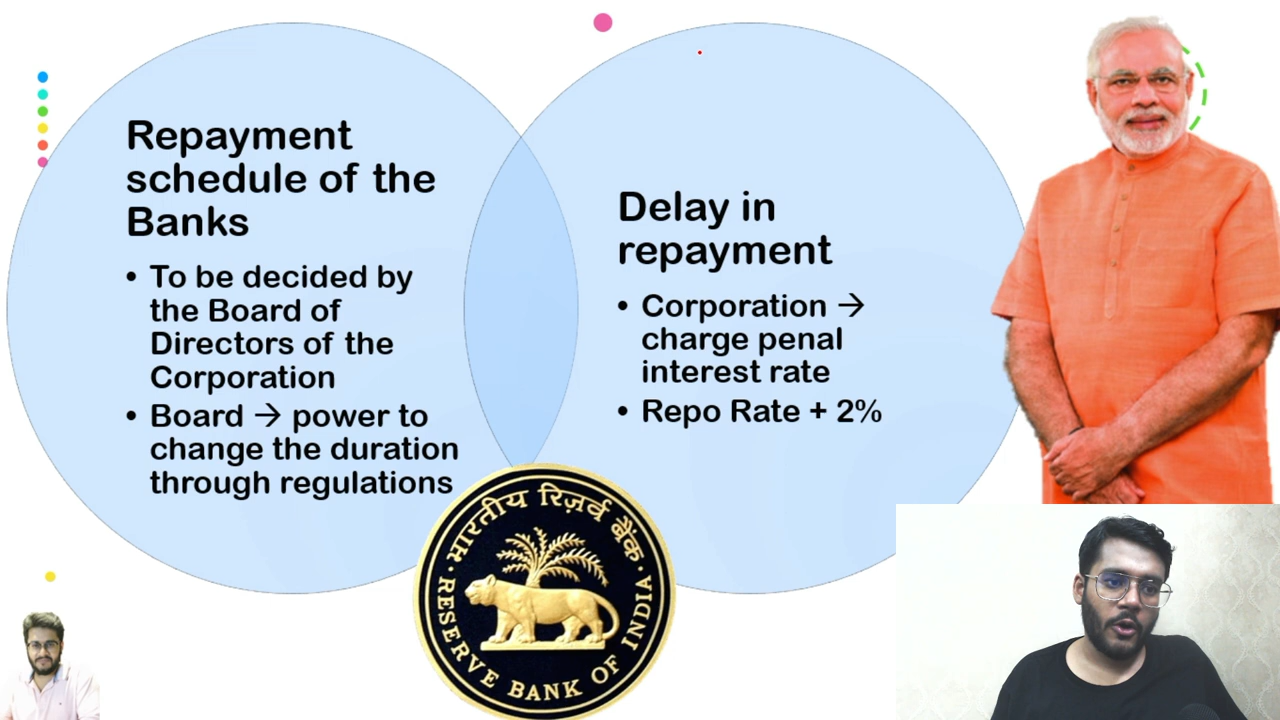 Repayment
schedule of the
Banks
• To be decided by
the Board of
Directors of the
Corporation
• Board → power to
change the duration
through regulations
Delay in
repayment
• Corporation →
charge penal
interest rate
• Repo Rate + 2%
भारतीय रिज़र्व बैंक
RESERVE BANK OF INDIA